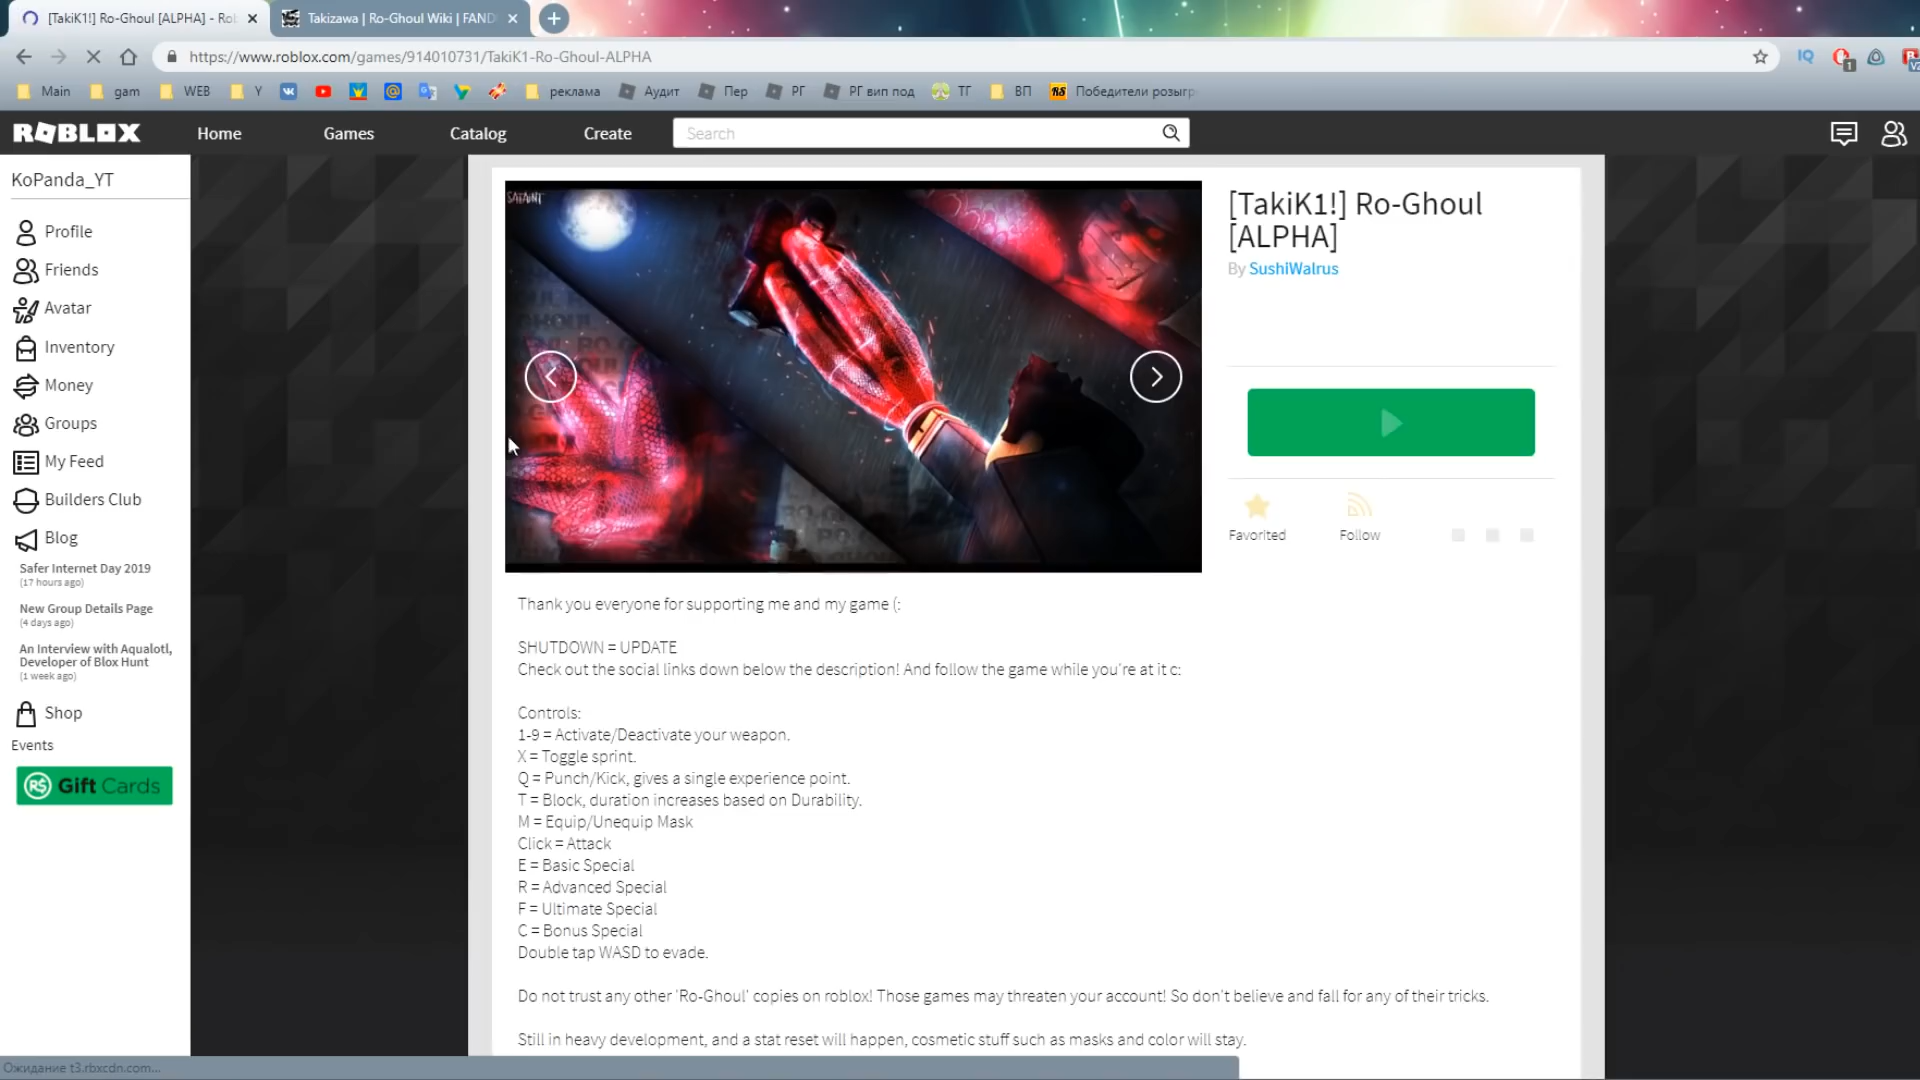 [TakiK1!] Ro-Ghoul [ALPHA] - Rob
Takizawa | Ro-Ghoul Wiki | FAND
https://www.roblox.com/games/914010731/TakiK1-Ro-Ghoul-ALPHA
IQ
1
Main
gam
WEB
Y
реклама
Аудит
Пер
РГ
РГ вип под
ТГ
ВП
RS
Победители розыгр
ROBLOX
Home
Games
Catalog
Create
Search
KoPanda_YT
Profile
Friends
Avatar
Inventory
Money
Groups
My Feed
Builders Club
Blog
Safer Internet Day 2019
(17 hours ago)
New Group Details Page
(4 days ago)
An Interview with Aqualotl,
Developer of Blox Hunt
(1 week ago)
Shop
Events
R$ Gift Cards
[TakiK1!] Ro-Ghoul
[ALPHA]
By SushiWalrus
Favorited
Follow
Thank you everyone for supporting me and my game (:
SHUTDOWN = UPDATE
Check out the social links down below the description! And follow the game while you're at it c:
Controls:
1-9 = Activate/Deactivate your weapon.
X = Toggle sprint.
Q = Punch/Kick, gives a single experience point.
T = Block, duration increases based on Durability.
M = Equip/Unequip Mask
Click = Attack
E = Basic Special
R = Advanced Special
F = Ultimate Special
C = Bonus Special
Double tap WASD to evade.
Do not trust any other 'Ro-Ghoul' copies on roblox! Those games may threaten your account! So don't believe and fall for any of their tricks.
Still in heavy development, and a stat reset will happen, cosmetic stuff such as masks and color will stay.
Ожидание t3.rbxcdn.com...